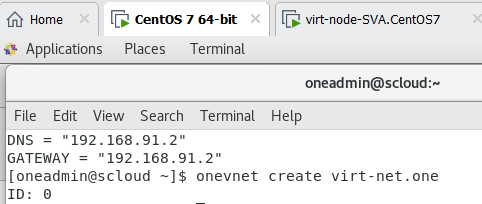 Home CentOS 7 64-bit virt-node-SVA.CentOS7
Applications Places Terminal
oneadmin@scloud:~
File Edit View Search Terminal Help
DNS = "192.168.91.2"
GATEWAY = "192.168.91.2"
[oneadmin@scloud ~]$ onevnet create virt-net.one
ID: 0